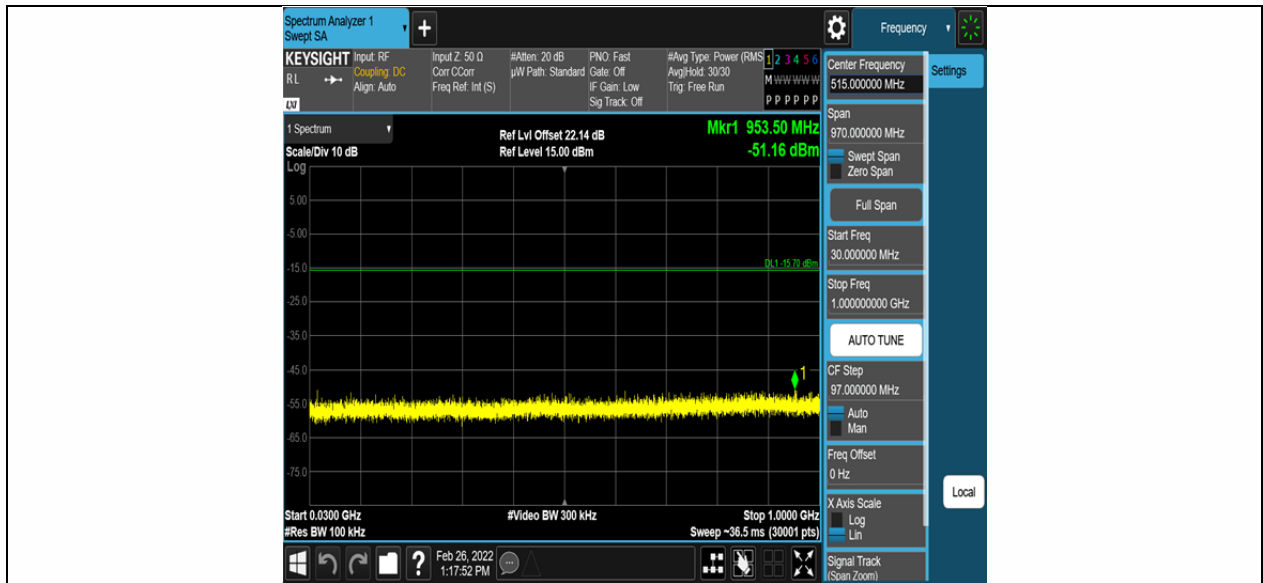 Spectrum Analyzer 1
Swept SA
Frequency
KEYSIGHT
RL
LXI
Input: RF
Coupling: DC
Align: Auto
Input Z: 50 Ω
Corr CCorr
Freq Ref: Int (S)
#Atten: 20 dB
µW Path: Standard
PNO: Fast
Gate: Off
IF Gain: Low
Sig Track: Off
#Avg Type: Power (RMS
Avg|Hold: 30/30
Trig: Free Run
1 2 3 4 5 6
M W W W W W
P P P P P P
Center Frequency
515.000000 MHz
Settings
1 Spectrum
Scale/Div 10 dB
Ref Lvl Offset 22.14 dB
Ref Level 15.00 dBm
Mkr1 953.50 MHz
-51.16 dBm
Log
5.00
-5.00
-15.0
-25.0
-35.0
-45.0
-55.0
-65.0
-75.0
DL1 -15.70 dBm
1
Start 0.0300 GHz
#Res BW 100 kHz
#Video BW 300 kHz
Stop 1.0000 GHz
Sweep ~36.5 ms (30001 pts)
Span
970.000000 MHz
Swept Span
Zero Span
Full Span
Start Freq
30.000000 MHz
Stop Freq
1.000000000 GHz
AUTO TUNE
CF Step
97.000000 MHz
Auto
Man
Freq Offset
0 Hz
X Axis Scale
Log
Lin
Signal Track
(Span Zoom)
Local
?
Feb 26, 2022
1:17:52 PM